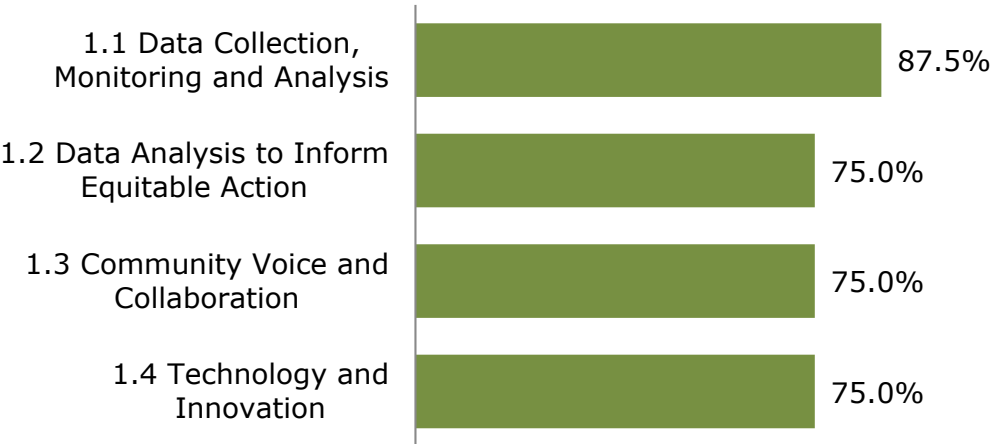 1.1 Data Collection,
Monitoring and Analysis
87.5%
1.2 Data Analysis to Inform
Equitable Action
75.0%
1.3 Community Voice and
Collaboration
75.0%
1.4 Technology and
Innovation
75.0%